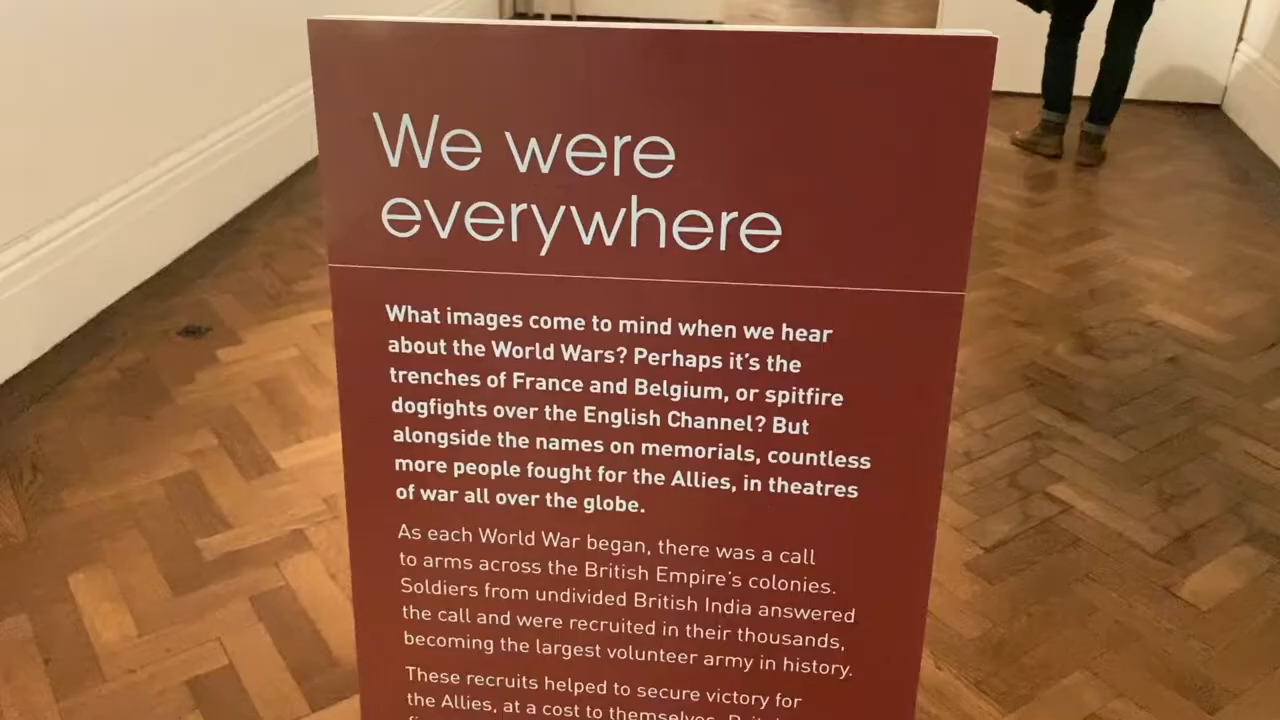 We were
everywhere
What images come to mind when we hear
about the World Wars? Perhaps it's the
trenches of France and Belgium, or spitfire
dogfights over the English Channel? But
alongside the names on memorials, countless
more people fought for the Allies, in theatres
of war all over the globe.
As each World War began, there was a call
to arms across the British Empire's colonies.
Soldiers from undivided British India answered
the call and were recruited in their thousands,
becoming the largest volunteer army in history.
These recruits helped to secure victory for
the Allies, at a cost to themselves.